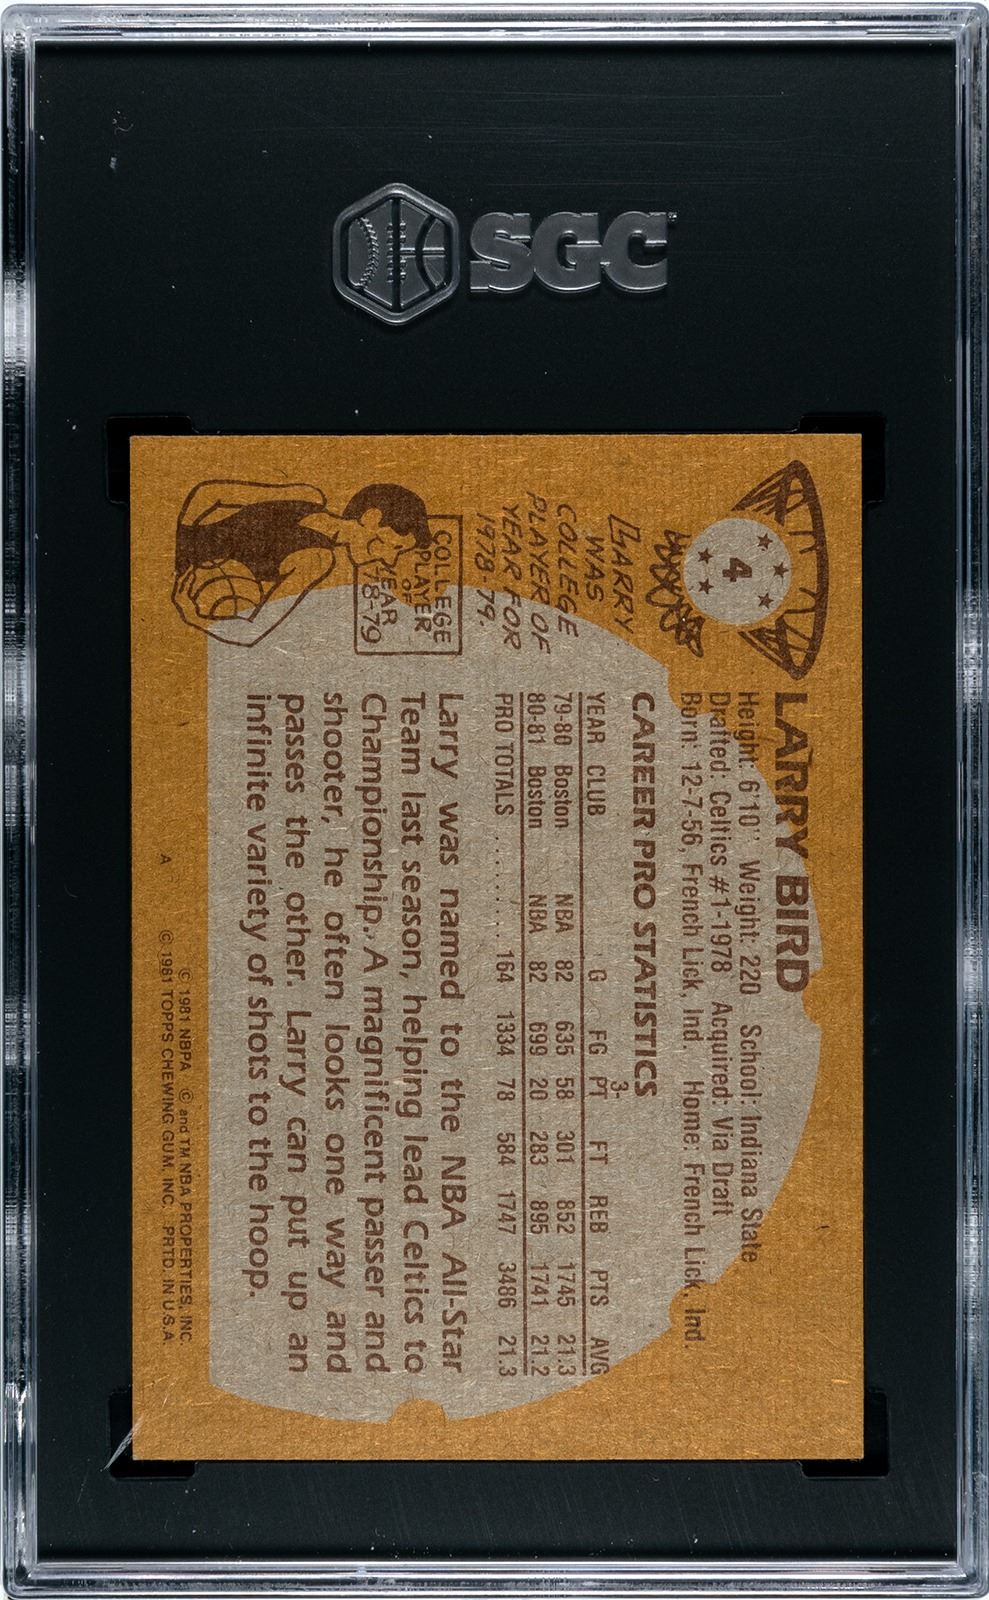 SGC
4
LARRY BIRD
Height: 6'10" Weight: 220 School: Indiana State
Drafted: Celtics #1-1978 Acquired: Via Draft
Born: 12-7-56, French Lick, Ind. Home: French Lick, Ind.
CAREER PRO STATISTICS
YEAR CLUB G FG 3-PT FT REB PTS AVG
79-80 Boston NBA 82 635 58 301 852 1745 21.3
80-81 Boston NBA 82 699 20 283 895 1741 21.2
PRO TOTALS . . . . . . . . . . 164 1334 78 584 1747 3486 21.3
LARRY
WAS
COLLEGE
PLAYER OF
YEAR FOR
1978-79.
COLLEGE
PLAYER
OF
YEAR
78-79
Larry was named to the NBA All-Star
Team last season, helping lead Celtics to
Championship. A magnificent passer and
shooter, he often looks one way and
passes the other. Larry can put up an
infinite variety of shots to the hoop.
© 1981 NBPA © and TM NBA PROPERTIES, INC.
A © 1981 TOPPS CHEWING GUM, INC. PRTD. IN U.S.A.